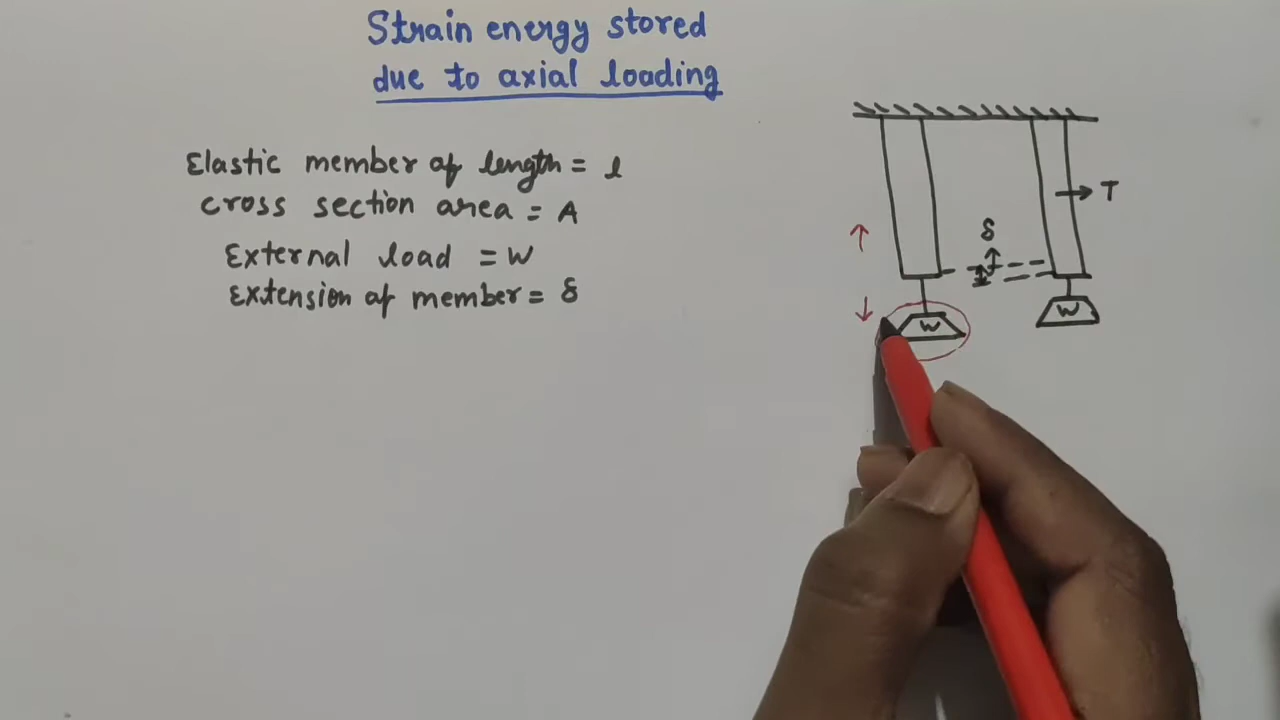 Strain energy stored
due to axial loading
Elastic member of length = l
cross section area = A
External load = W
Extension of member = δ
T
δ
W
W